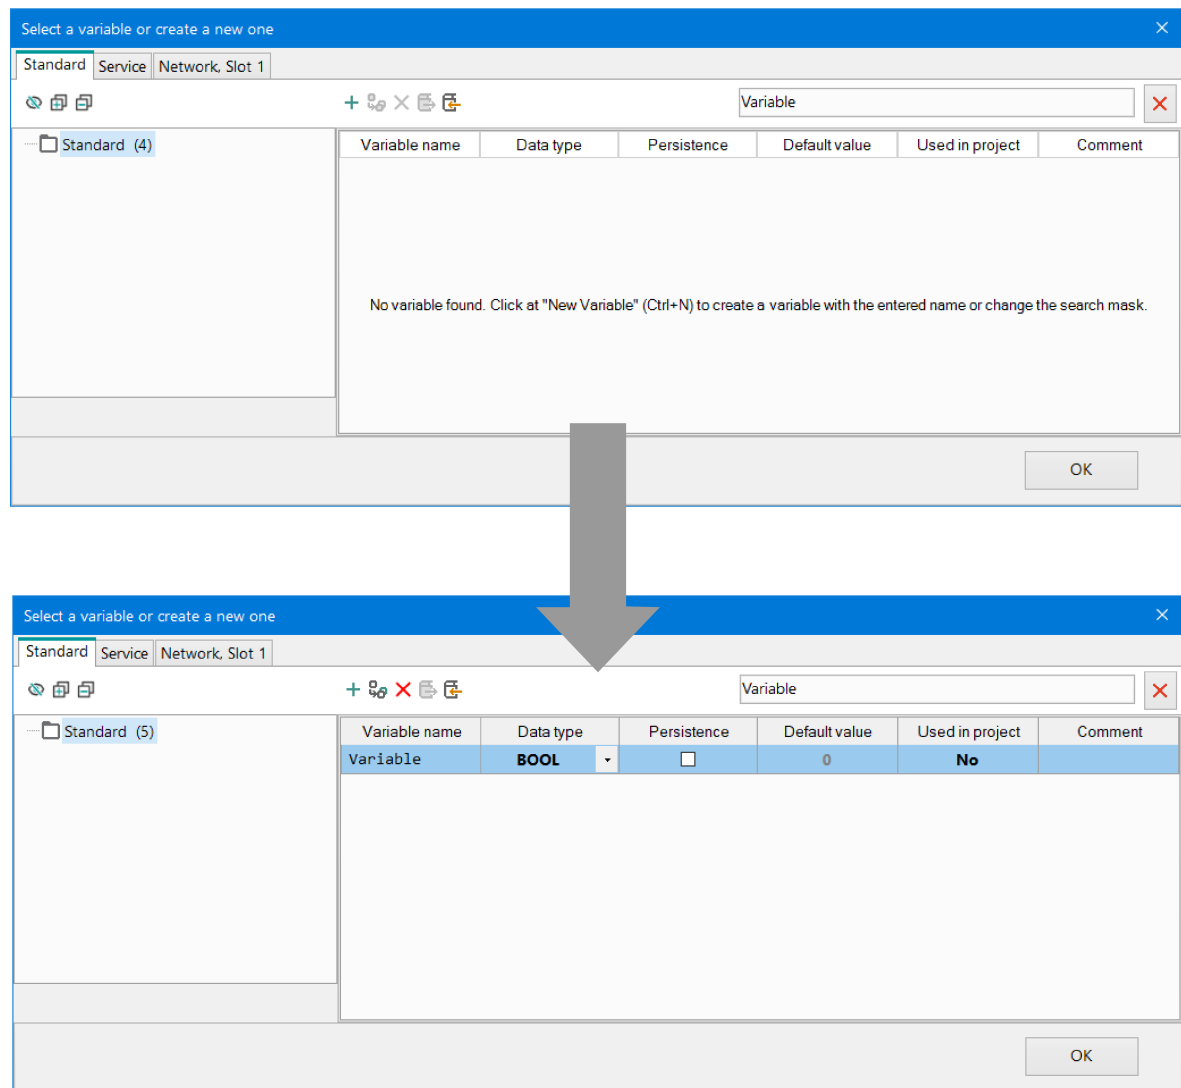 Select a variable or create a new one
Standard Service Network, Slot 1
Variable
Standard (4)
Variable name Data type Persistence Default value Used in project Comment
No variable found. Click at "New Variable" (Ctrl+N) to create a variable with the entered name or change the search mask.
OK
Select a variable or create a new one
Standard Service Network, Slot 1
Variable
Standard (5)
Variable name Data type Persistence Default value Used in project Comment
Variable BOOL 0 No
OK